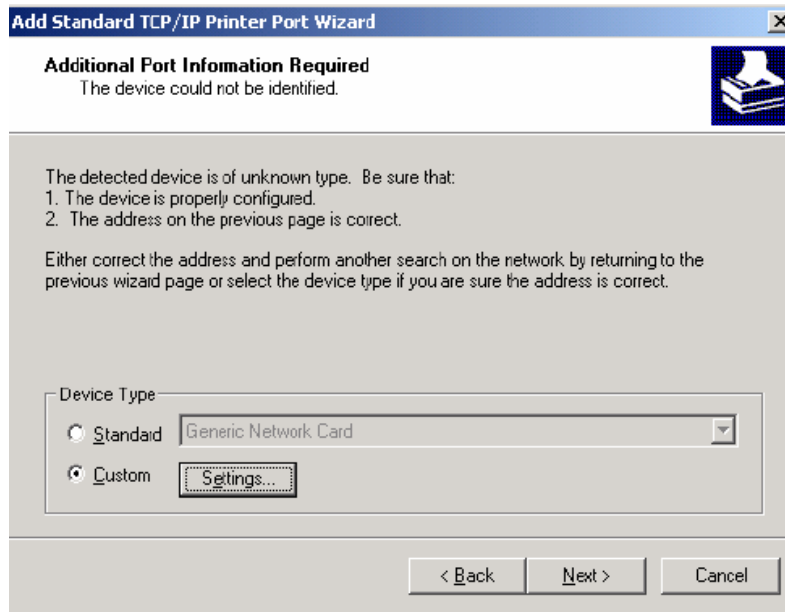 Add Standard TCP/IP Printer Port Wizard
Additional Port Information Required
The device could not be identified.
The detected device is of unknown type. Be sure that:
1. The device is properly configured.
2. The address on the previous page is correct.
Either correct the address and perform another search on the network by returning to the
previous wizard page or select the device type if you are sure the address is correct.
Device Type
Standard Generic Network Card
Custom Settings...
< Back Next > Cancel